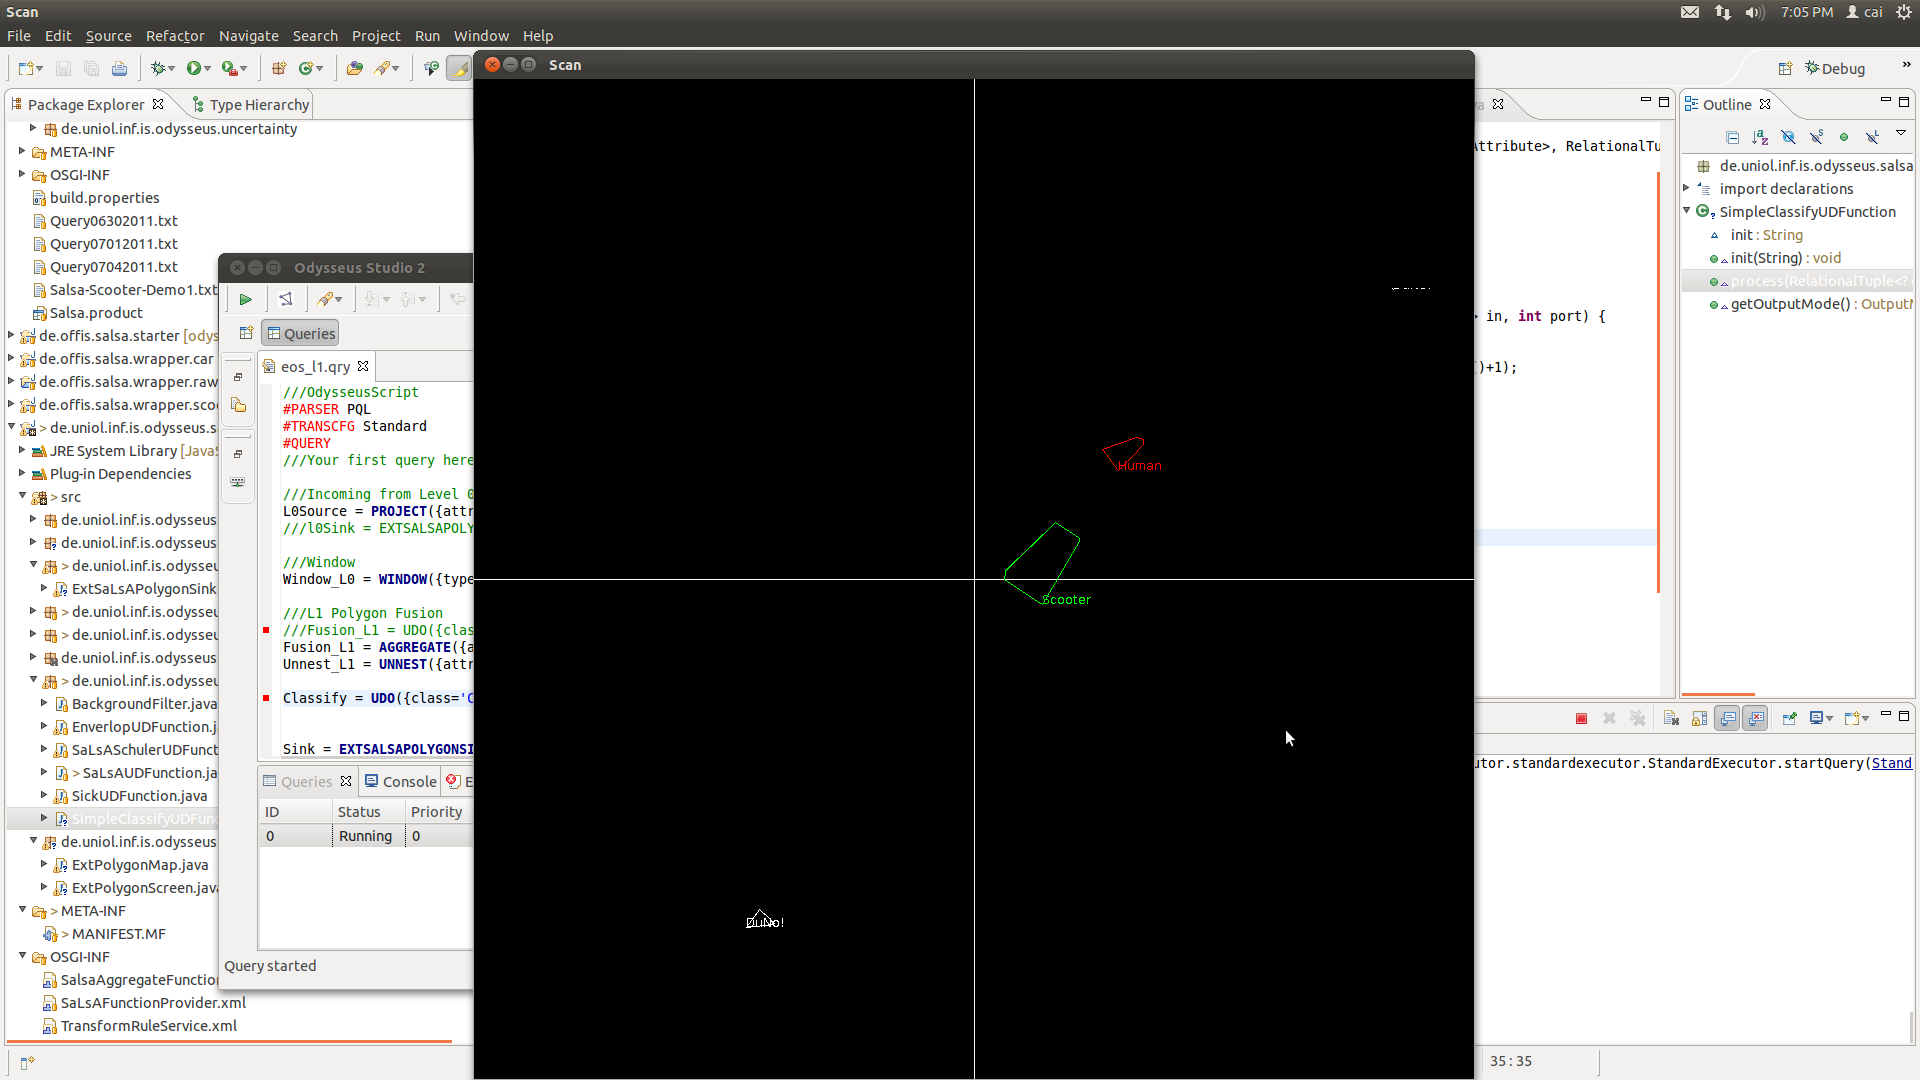 Scan
7:05 PM cai
File Edit Source Refactor Navigate Search Project Run Window Help
Scan
Debug
Package Explorer Type Hierarchy
Outline
de.uniol.inf.is.odysseus.uncertainty
META-INF
OSGI-INF
build.properties
Query06302011.txt
Query07012011.txt
Query07042011.txt
Salsa-Scooter-Demo1.txt
Salsa.product
de.offis.salsa.starter [odys
de.offis.salsa.wrapper.car
de.offis.salsa.wrapper.raw
de.offis.salsa.wrapper.sco
> de.uniol.inf.is.odysseus.s
JRE System Library [JavaS
Plug-in Dependencies
> src
> de.uniol.inf.is.odysseus
> de.uniol.inf.is.odysseus
> de.uniol.inf.is.odysseus
ExtSaLsAPolygonSink
> de.uniol.inf.is.odysseus
> de.uniol.inf.is.odysseus
> de.uniol.inf.is.odysseus
> de.uniol.inf.is.odysseus
BackgroundFilter.java
EnverlopUDFunction.j
SaLsASchulerUDFunct
> SaLsAUDFunction.ja
SickUDFunction.java
SimpleClassifyUDFunc
de.uniol.inf.is.odysseus
ExtPolygonMap.java
ExtPolygonScreen.java
> META-INF
> MANIFEST.MF
OSGI-INF
SalsaAggregateFunction
SaLsAFunctionProvider.xml
TransformRuleService.xml
Odysseus Studio 2
Queries
eos_l1.qry
///OdysseusScript
#PARSER PQL
#TRANSCFG Standard
#QUERY
///Your first query here
///Incoming from Level 0
L0Source = PROJECT({attr
///l0Sink = EXTSALSAPOLY
///Window
Window_L0 = WINDOW({type
///L1 Polygon Fusion
///Fusion_L1 = UDO({clas
Fusion_L1 = AGGREGATE({a
Unnest_L1 = UNNEST({attr
Classify = UDO({class='C
Sink = EXTSALSAPOLYGONSI
Queries Console E
ID Status Priority
0 Running 0
Query started
Human
Scooter
DuNo!
Attribute>, RelationalTu
> in, int port) {
)+1);
de.uniol.inf.is.odysseus.salsa
import declarations
SimpleClassifyUDFunction
init : String
init(String) : void
process(RelationalTuple<?
getOutputMode() : OutputM
utor.standardexecutor.StandardExecutor.startQuery(Stand
35:35